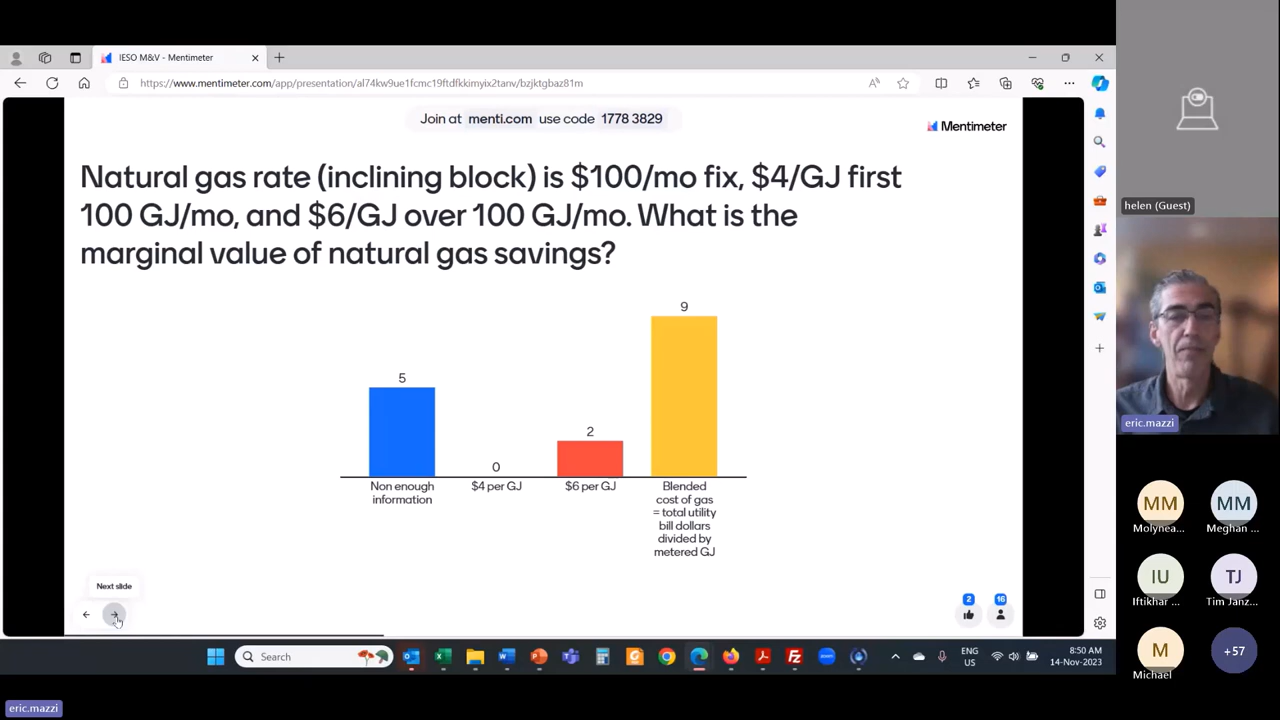 IESO M&V - Mentimeter
https://www.mentimeter.com/app/presentation/al74kw9ue1fcmc19ftdfkkimyix2tanv/bzjktgbaz81m
Join at menti.com use code 1778 3829
Mentimeter
Natural gas rate (inclining block) is $100/mo fix, $4/GJ first
100 GJ/mo, and $6/GJ over 100 GJ/mo. What is the
marginal value of natural gas savings?
5
0
2
9
Non enough
information
$4 per GJ
$6 per GJ
Blended
cost of gas
= total utility
bill dollars
divided by
metered GJ
Next slide
2
16
Search
ENG
US
8:50 AM
14-Nov-2023
helen (Guest)
eric.mazzi
MM
Molynea...
MM
Meghan ...
IU
Iftikhar ...
TJ
Tim Janz...
M
Michael
+57
eric.mazzi